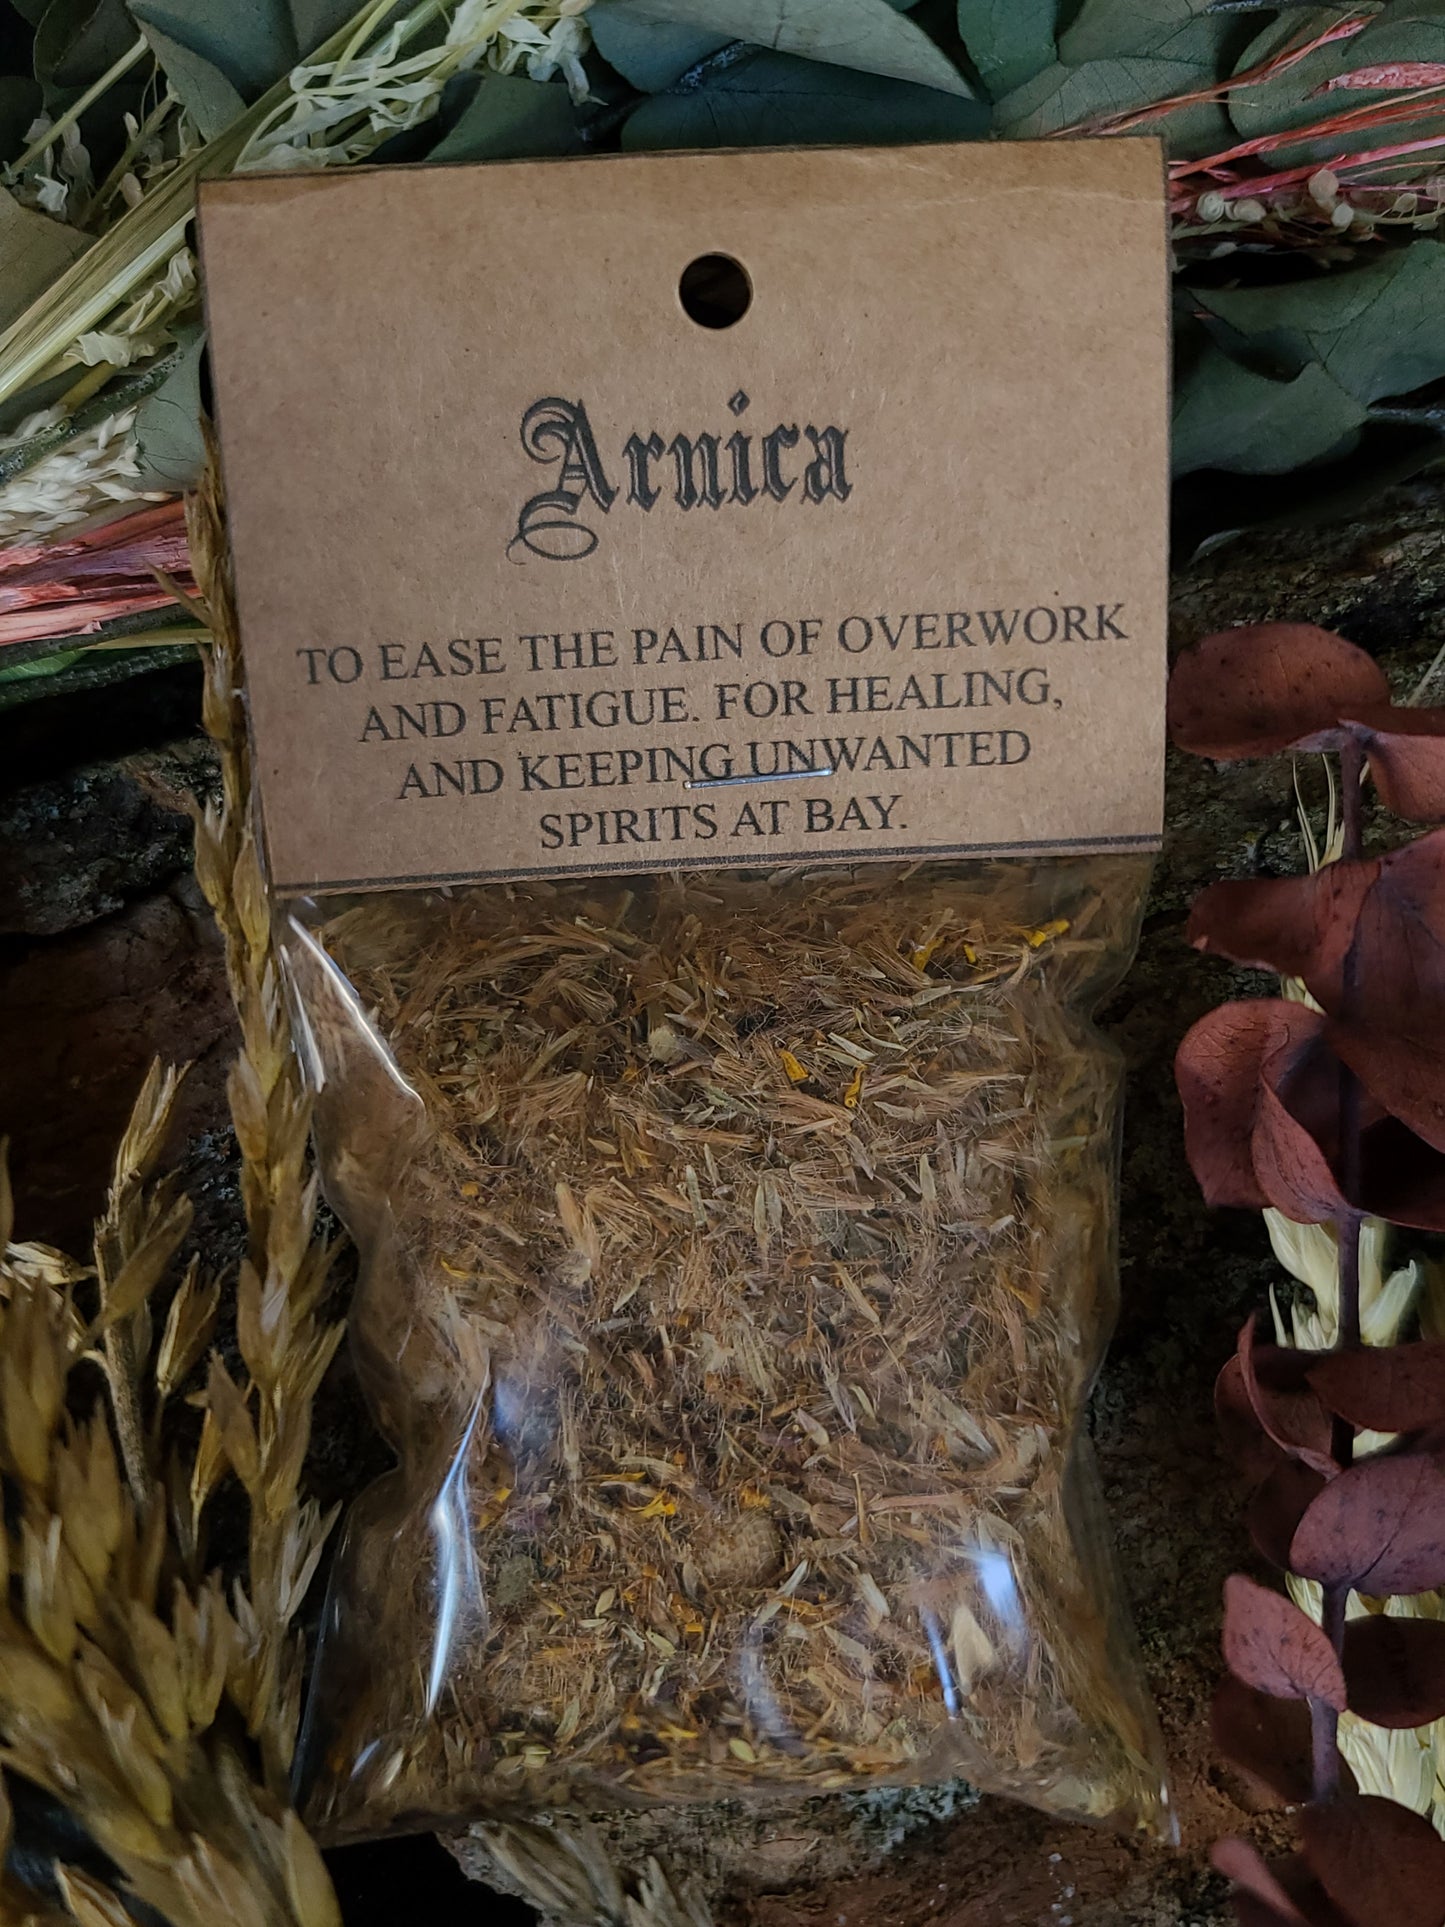 Arnica
TO EASE THE PAIN OF OVERWORK
AND FATIGUE. FOR HEALING,
AND KEEPING UNWANTED
SPIRITS AT BAY.